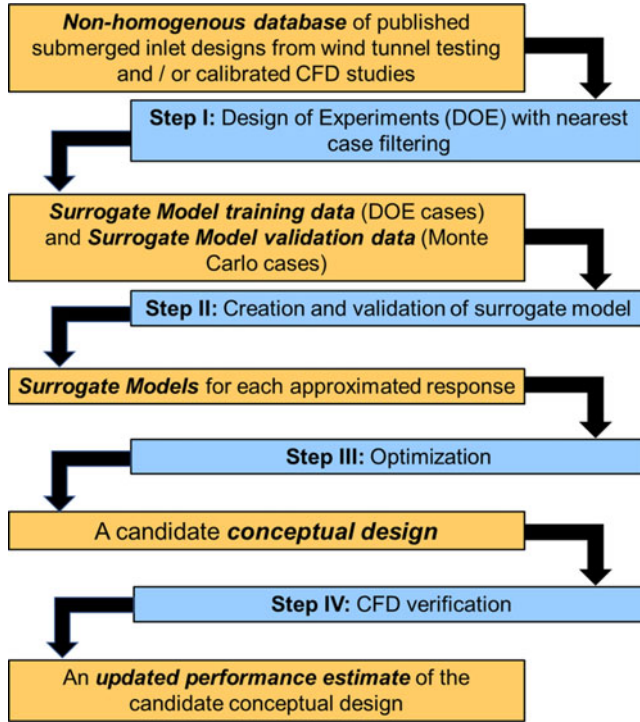 Non-homogenous database of published
submerged inlet designs from wind tunnel testing
and / or calibrated CFD studies
Step I: Design of Experiments (DOE) with nearest
case filtering
Surrogate Model training data (DOE cases)
and Surrogate Model validation data (Monte
Carlo cases)
Step II: Creation and validation of surrogate model
Surrogate Models for each approximated response
Step III: Optimization
A candidate conceptual design
Step IV: CFD verification
An updated performance estimate of the
candidate conceptual design